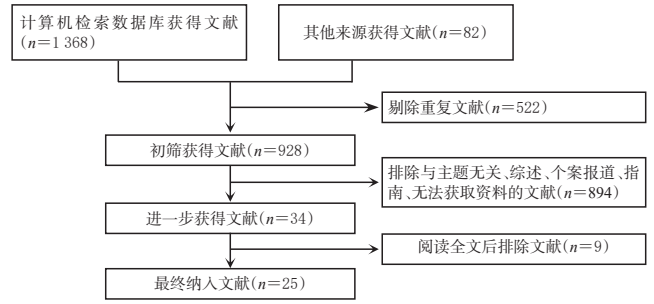 计算机检索数据库获得文献
(n=1 368)
其他来源获得文献(n=82)
剔除重复文献(n=522)
初筛获得文献(n=928)
排除与主题无关、综述、个案报道、指
南、无法获取资料的文献(n=894)
进一步获得文献(n=34)
阅读全文后排除文献(n=9)
最终纳入文献(n=25)